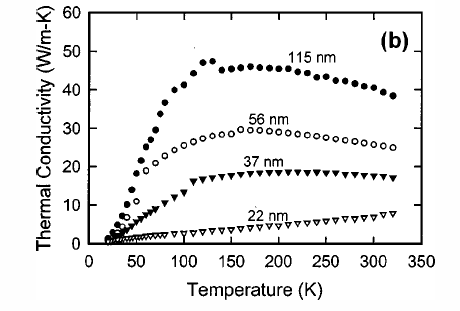 60
50
40
30
20
10
0
Thermal Conductivity (W/m-K)
(b)
115 nm
56 nm
37 nm
22 nm
0 50 100 150 200 250 300 350
Temperature (K)